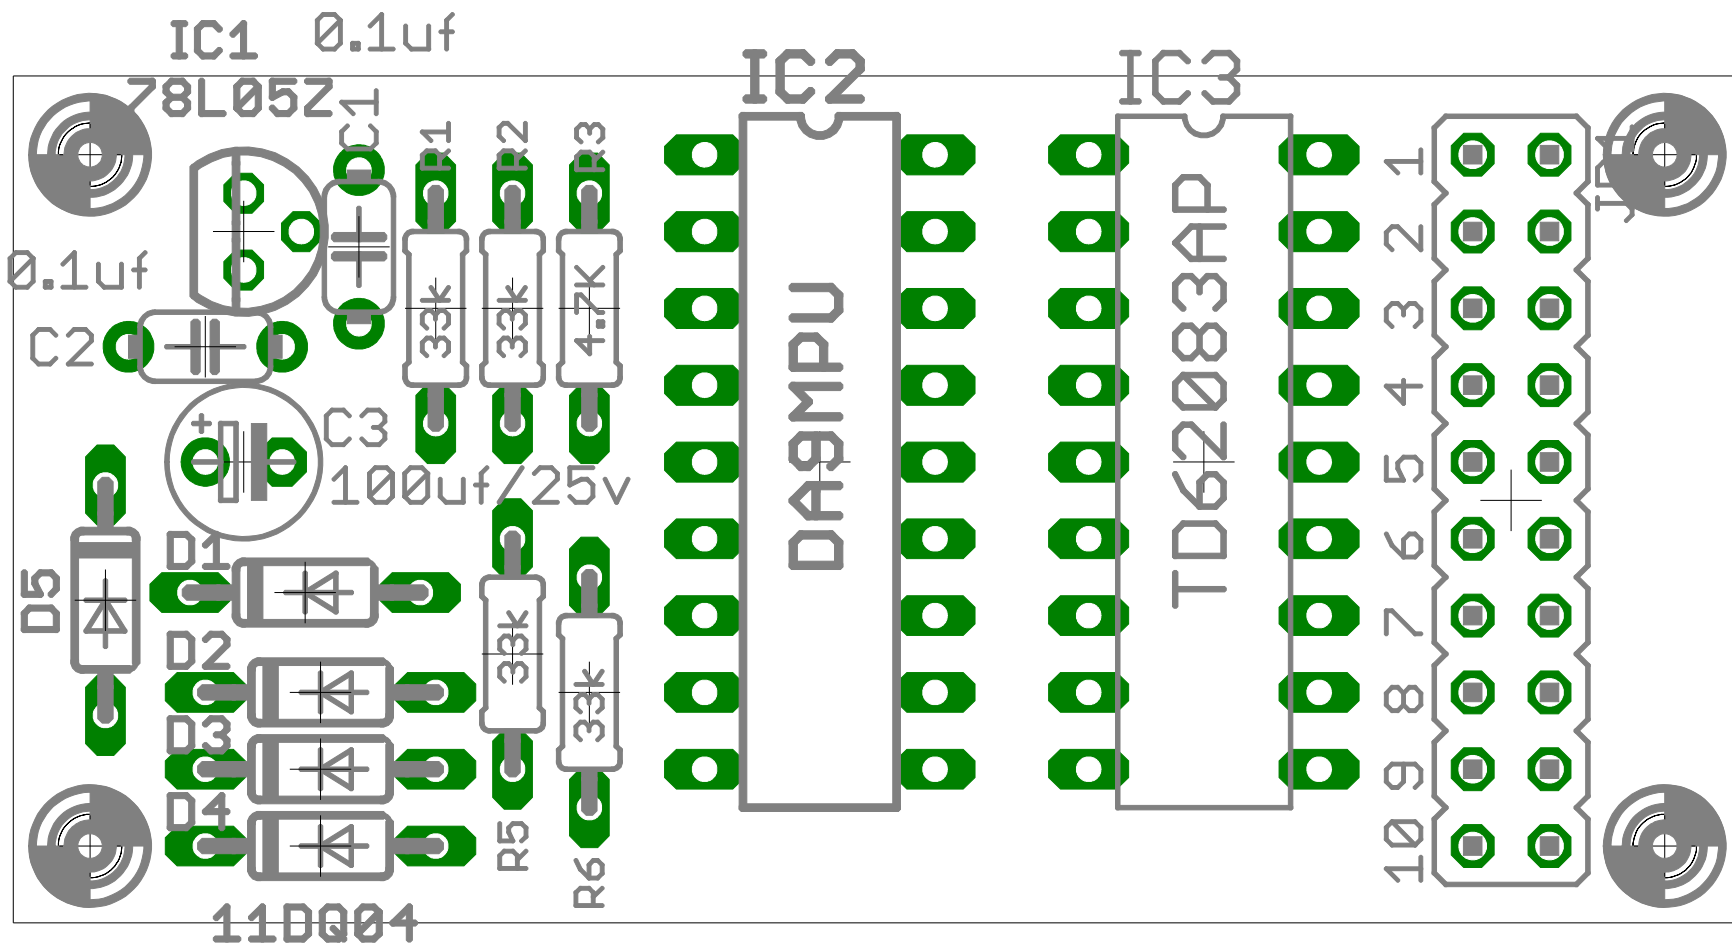 IC1
0.1uf
78L05Z
C1
R1
R2
R3
IC2
IC3
0.1uf
C2
33k
33k
4.7K
DA9MPU
TD62083AP
1
2
3
4
5
6
7
8
9
10
+
C3
100uf/25v
D5
D1
D2
D3
D4
33k
33k
R5
R6
11DQ04